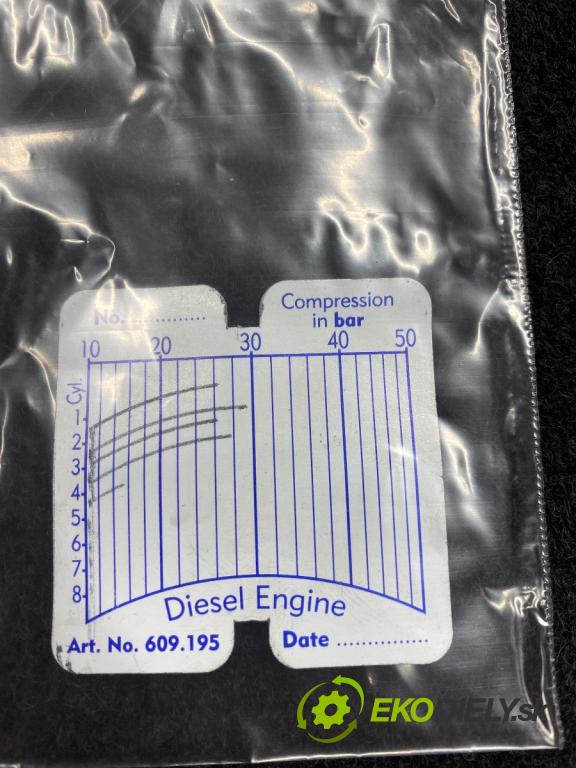 No. ..............
Compression
in bar
10 20 30 40 50
Cyl.
1
2
3
4
5
6
7
8
Diesel Engine
Art. No. 609.195
Date ...............
EKODIELY.sk